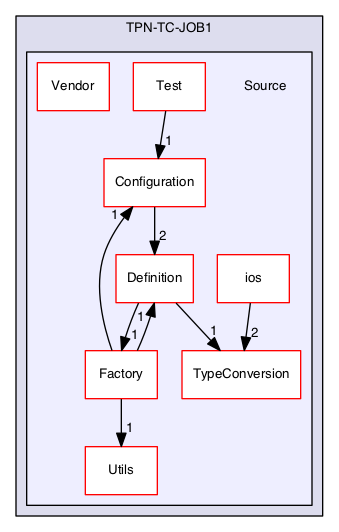 TPN-TC-JOB1
Vendor
Test
Source
1
Configuration
1
2
Definition
ios
1
1
1
2
Factory
TypeConversion
1
Utils